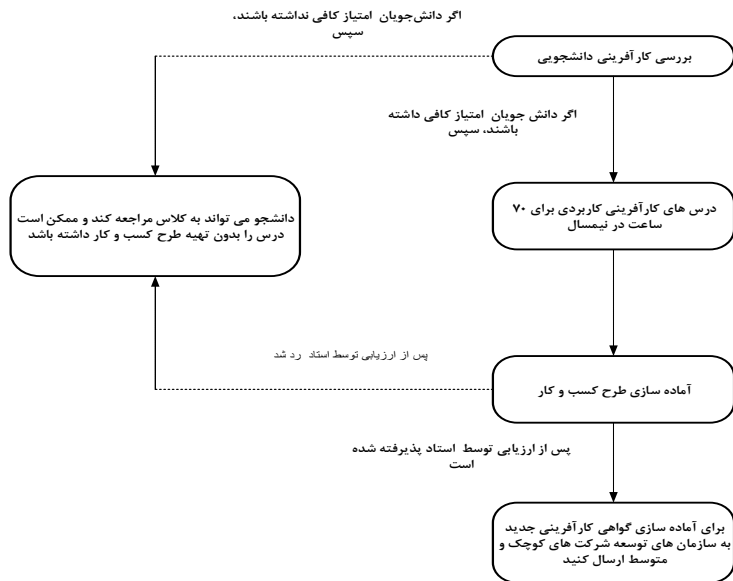 اگر دانش‌جویان امتیاز کافی نداشته باشند،
سپس
بررسی کارآفرینی دانشجویی
اگر دانش جویان امتیاز کافی داشته
باشند، سپس
دانشجو می تواند به کلاس مراجعه کند و ممکن است
درس را بدون تهیه طرح کسب و کار داشته باشد
درس های کارآفرینی کاربردی برای ۷۰
ساعت در نیمسال
پس از ارزیابی توسط استاد رد شد
آماده سازی طرح کسب و کار
پس از ارزیابی توسط استاد پذیرفته شده
است
برای آماده سازی گواهی کارآفرینی جدید
به سازمان های توسعه شرکت های کوچک و
متوسط ارسال کنید